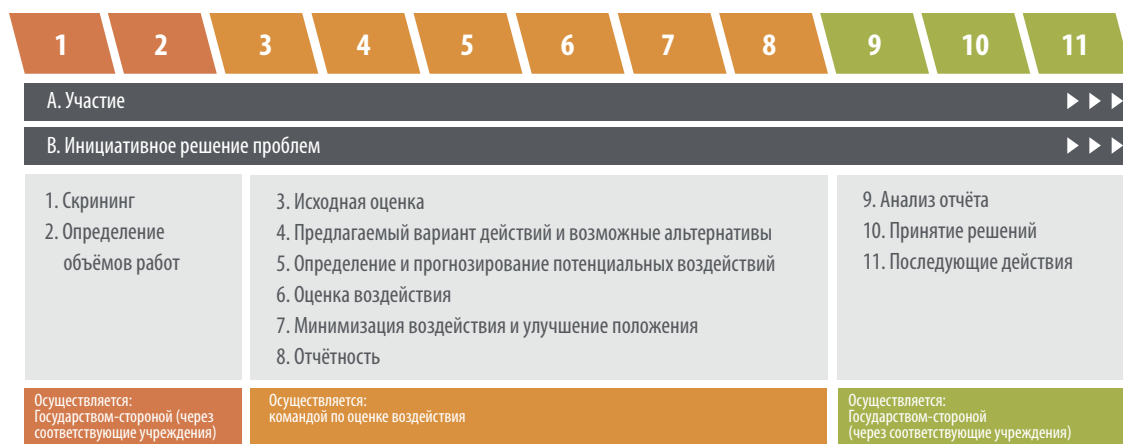 1 2 3 4 5 6 7 8 9 10 11
A. Участие
B. Инициативное решение проблем
1. Скрининг
2. Определение
объёмов работ
3. Исходная оценка
4. Предлагаемый вариант действий и возможные альтернативы
5. Определение и прогнозирование потенциальных воздействий
6. Оценка воздействия
7. Минимизация воздействия и улучшение положения
8. Отчётность
9. Анализ отчёта
10. Принятие решений
11. Последующие действия
Осуществляется:
Государством-стороной (через
соответствующие учреждения)
Осуществляется:
командой по оценке воздействия
Осуществляется:
Государством-стороной
(через соответствующие учреждения)